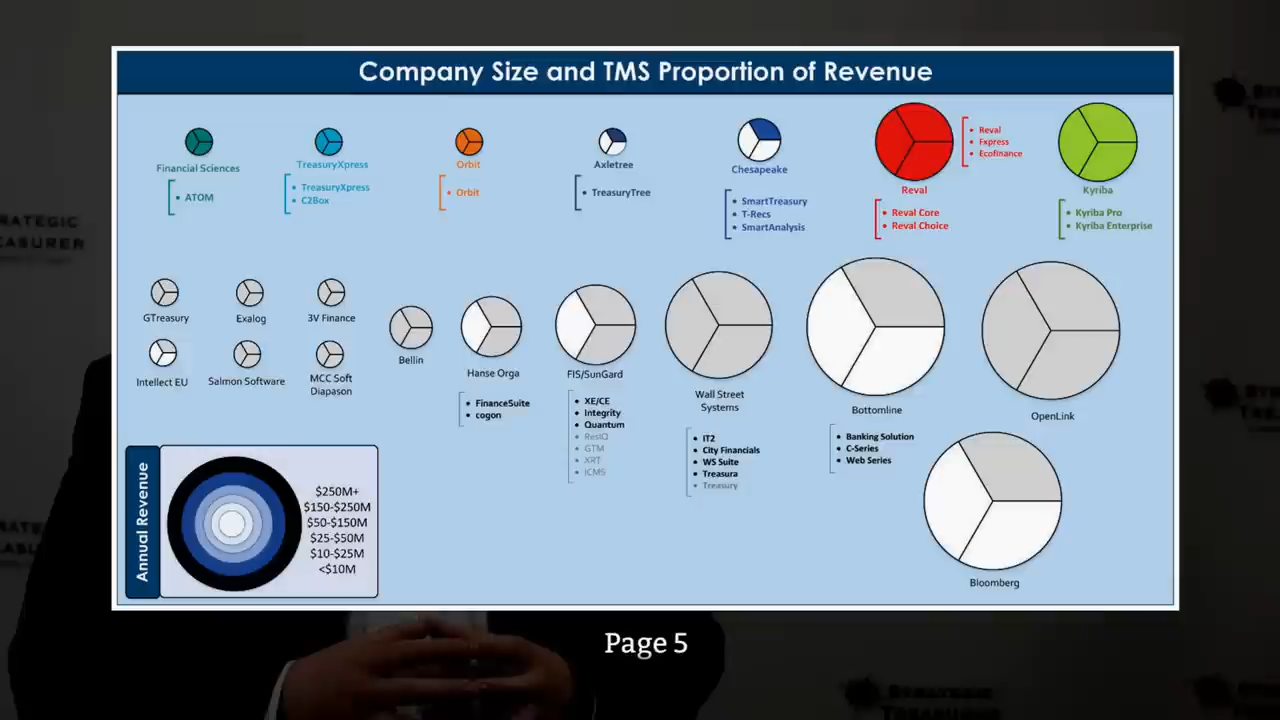 Company Size and TMS Proportion of Revenue
Financial Sciences
• ATOM
TreasuryXpress
• TreasuryXpress
• C2Box
Orbit
• Orbit
Axletree
• TreasuryTree
Chesapeake
• SmartTreasury
• T-Recs
• SmartAnalysis
Reval
• Reval
• Express
• Ecofinance
• Reval Core
• Reval Choice
Kyriba
• Kyriba Pro
• Kyriba Enterprise
GTreasury
Exalog
3V Finance
Intellect EU
Salmon Software
MCC Soft
Diapason
Bellin
Hanse Orga
• FinanceSuite
• cogon
FIS/SunGard
• XE/CE
• Integrity
• Quantum
• ResIQ
• GTM
• XRT
• ICMS
Wall Street
Systems
• IT2
• City Financials
• WS Suite
• Treasura
• Treasury
Bottomline
• Banking Solution
• C-Series
• Web Series
OpenLink
Bloomberg
Annual Revenue
$250M+
$150-$250M
$50-$150M
$25-$50M
$10-$25M
<$10M
Page 5